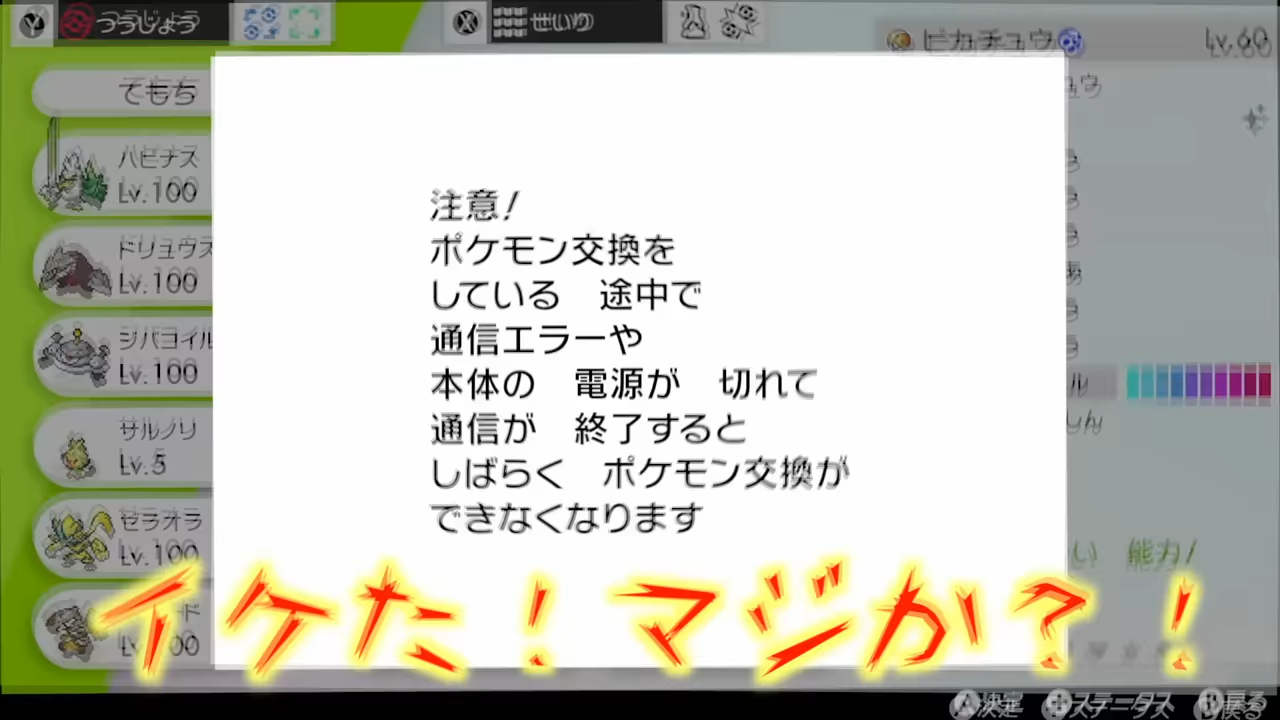 Y つうじょう
X せいり
ピカチュウ Lv.60
てもち
ハピナス
Lv.100
ドリュウズ
Lv.100
ジバコイル
Lv.100
サルノリ
Lv.5
ゼラオラ
Lv.100
注意!
ポケモン交換を
している 途中で
通信エラーや
本体の 電源が 切れて
通信が 終了すると
しばらく ポケモン交換が
できなくなります
能力!
イケた!マジか?!
A決定 +ステータス B戻る